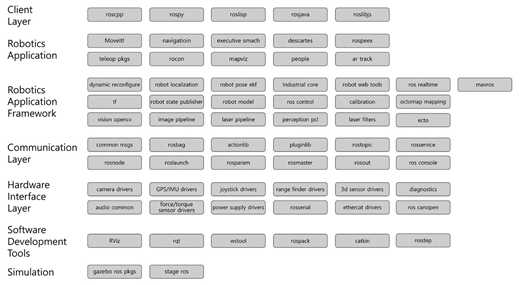 Client
Layer
roscpp rospy roslisp rosjava roslibjs
Robotics
Application
MoveIt! navigatioin executive smach descartes rospeex
teleop pkgs rocon mapviz people ar track
Robotics
Application
Framework
dynamic reconfigure robot localization robot pose ekf Industrial core robot web tools ros realtime mavros
tf robot state publisher robot model ros control calibration octomap mapping
vision opencv image pipeline laser pipeline perception pcl laser filters ecto
Communication
Layer
common msgs rosbag actionlib pluginlib rostopic rosservice
rosnode roslaunch rosparam rosmaster rosout ros console
Hardware
Interface
Layer
camera drivers GPS/IMU drivers joystick drivers range finder drivers 3d sensor drivers diagnostics
audio common force/torque sensor drivers power supply drivers rosserial ethercat drivers ros canopen
Software
Development
Tools
RViz rqt wstool rospack catkin rosdep
Simulation
gazebo ros pkgs stage ros